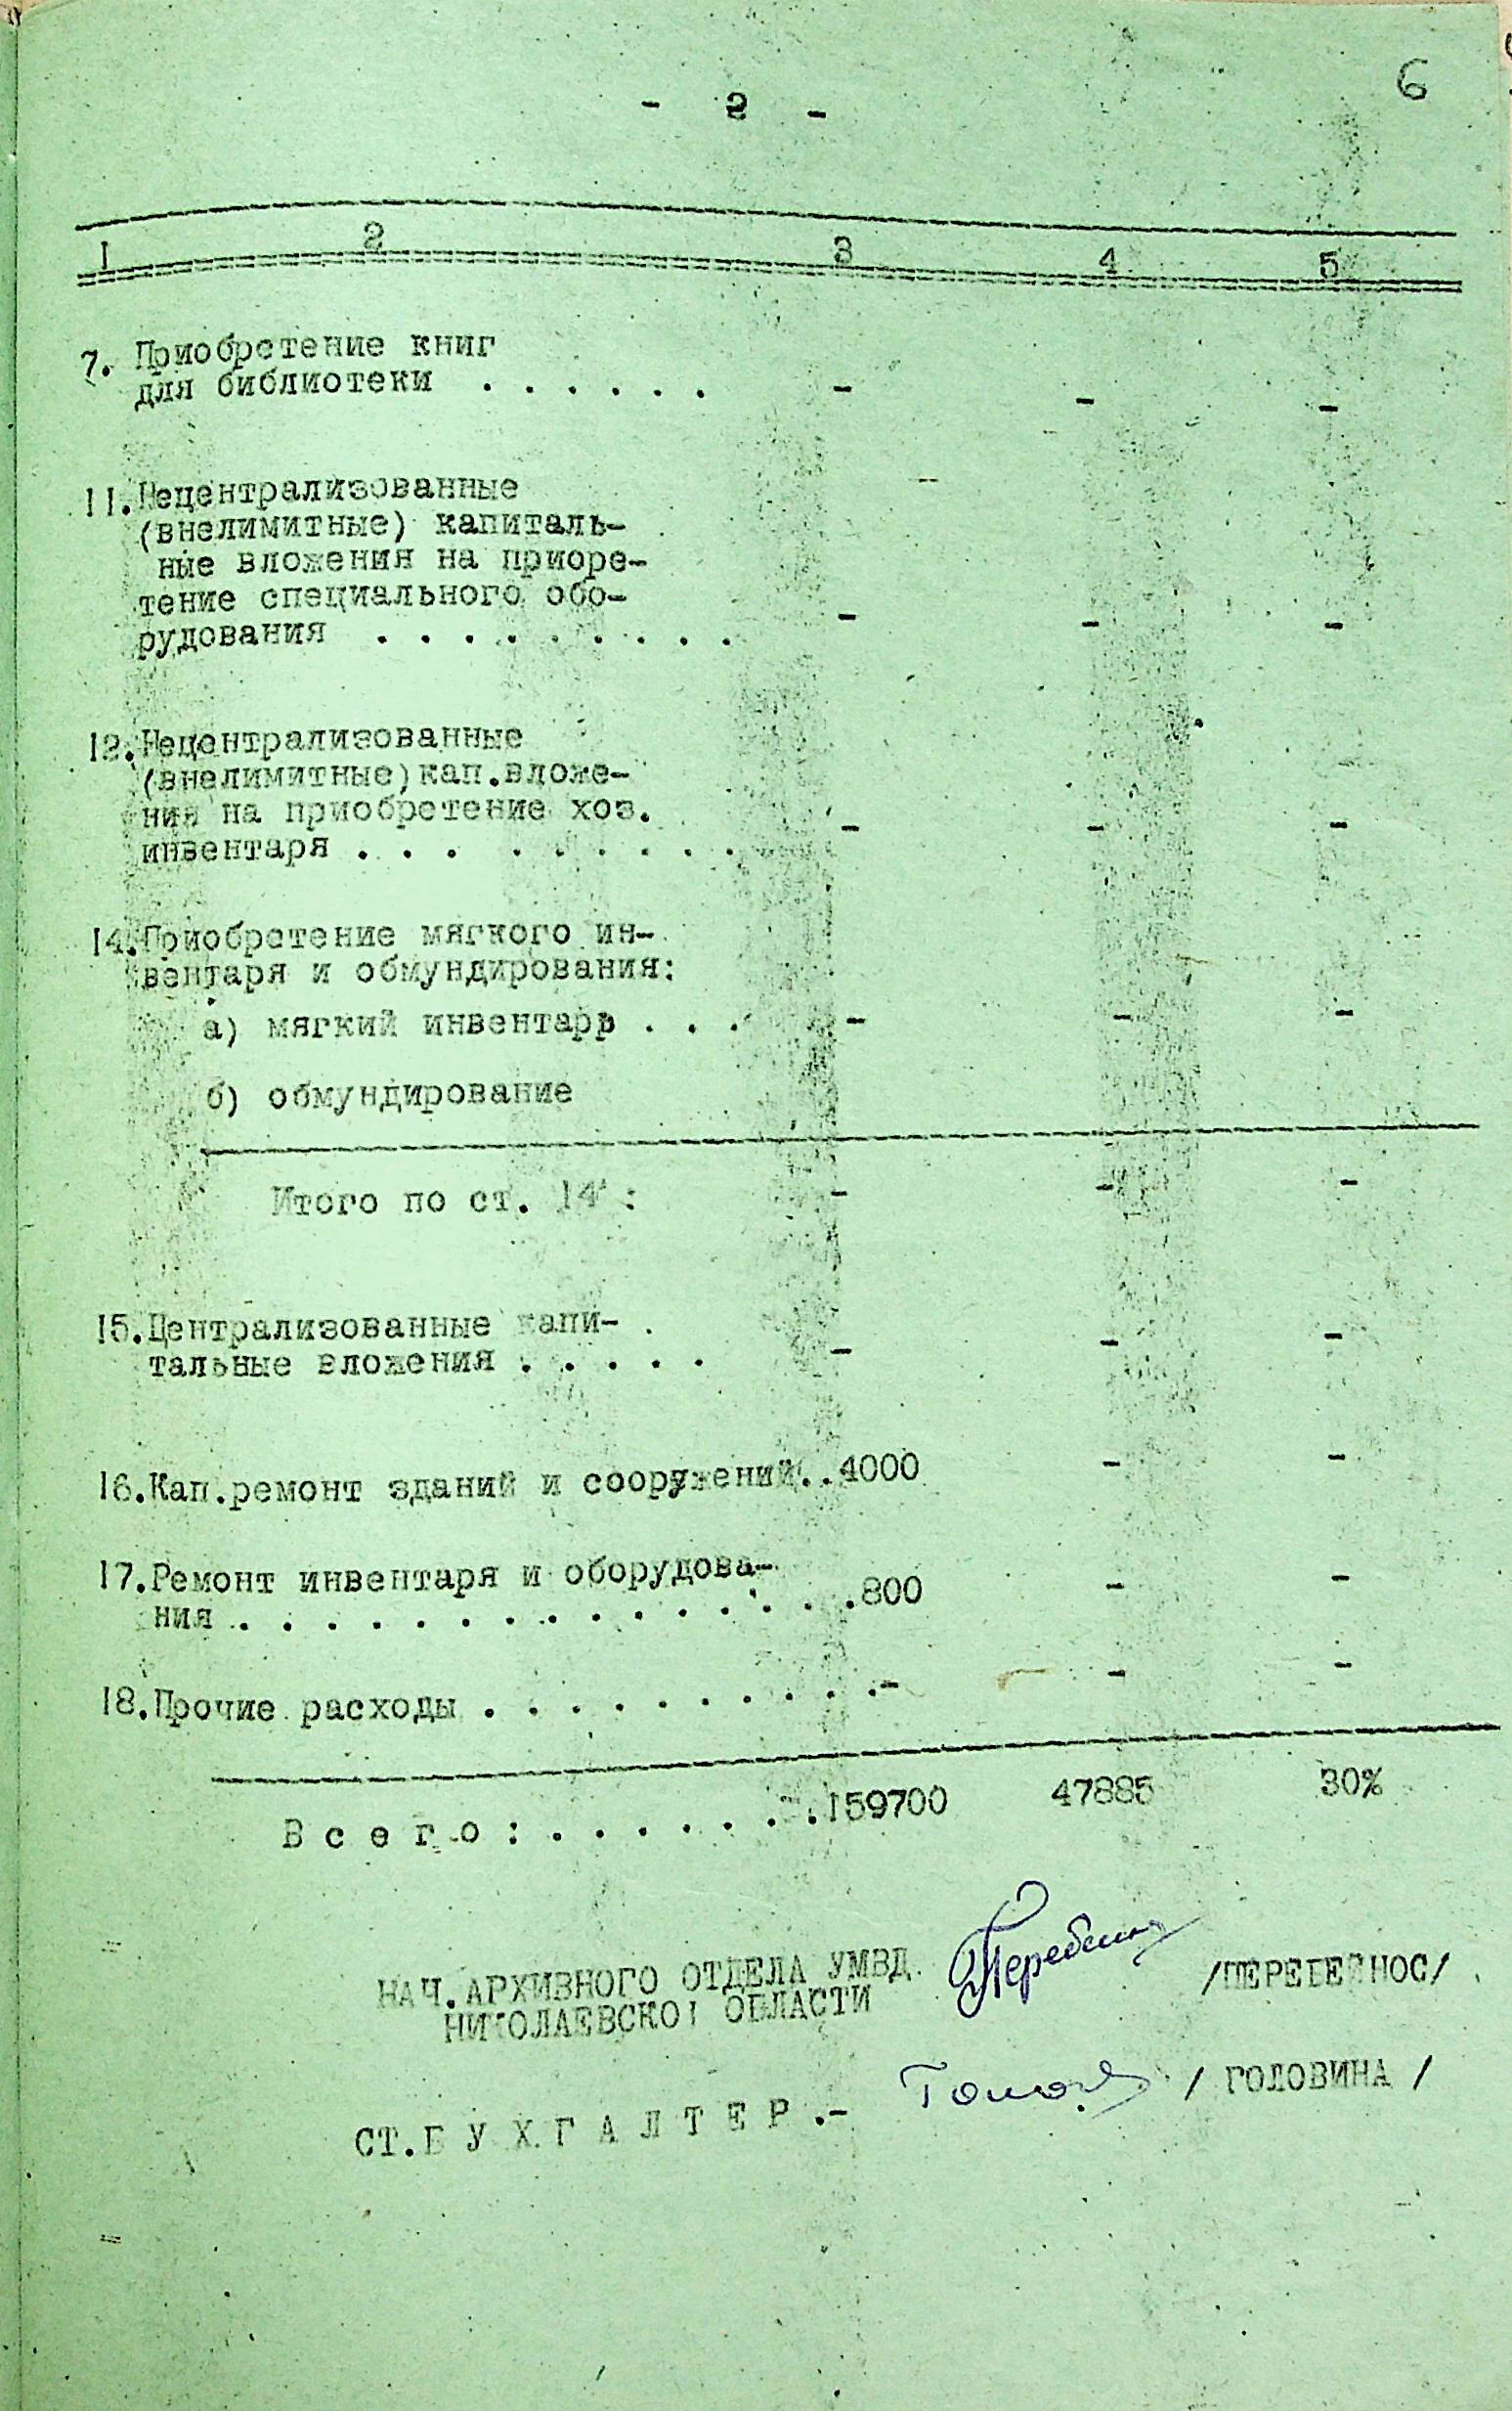 6
- 2 -
1 2 3 4 5
7. Приобретение книг
для библиотеки . . . . . . - - -
11. Нецентрализованные
(внелимитные) капиталь-
ные вложения на приоре-
тение специального обо-
рудования . . . . . . . . . - - -
12. Нецентрализованные
(внелимитные) кап.вложе-
ния на приобретение хоз.
инвентаря . . . . . . . . . - - -
14. Приобретение мягкого ин-
вентаря и обмундирования:
а) мягкий инвентарь . . . - - -
б) обмундирование
Итого по ст. 14 : - - -
15. Централизованные капи-
тальные вложения . . . . . - - -
16. Кап.ремонт зданий и сооружений. . 4000 - -
17. Ремонт инвентаря и оборудова-
ния . . . . . . . . . . . . . . . 800 - -
18. Прочие расходы . . . . . . . . . . - - -
В с е г о : . . . . . . . 159700 47885 30%
НАЧ. АРХИВНОГО ОТДЕЛА УМВД
НИКОЛАЕВСКОЙ ОБЛАСТИ /ПЕРЕБЕЙНОС/
СТ. Б У Х Г А Л Т Е Р .- / ГОЛОВИНА /